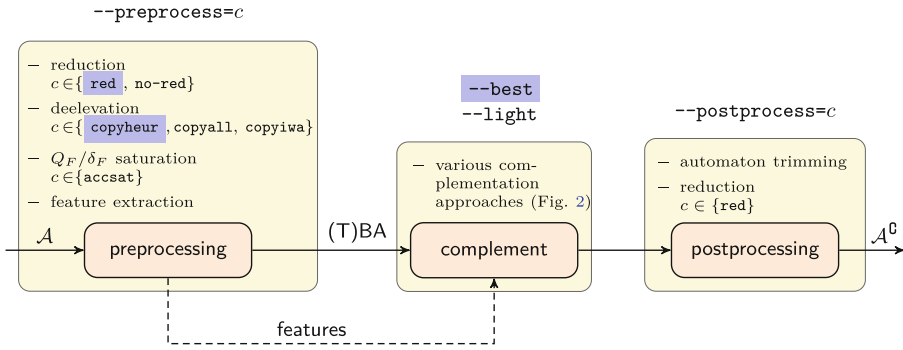 --preprocess=c
– reduction
c ∈{ red , no-red}
– deelevation
c ∈{ copyheur , copyall, copyiwa}
– Q_F/δ_F saturation
c ∈{accsat}
– feature extraction
𝒜
preprocessing
(T)BA
features
--best
--light
– various com-
plementation
approaches (Fig. 2)
complement
--postprocess=c
– automaton trimming
– reduction
c ∈ {red}
postprocessing
𝒜^∁